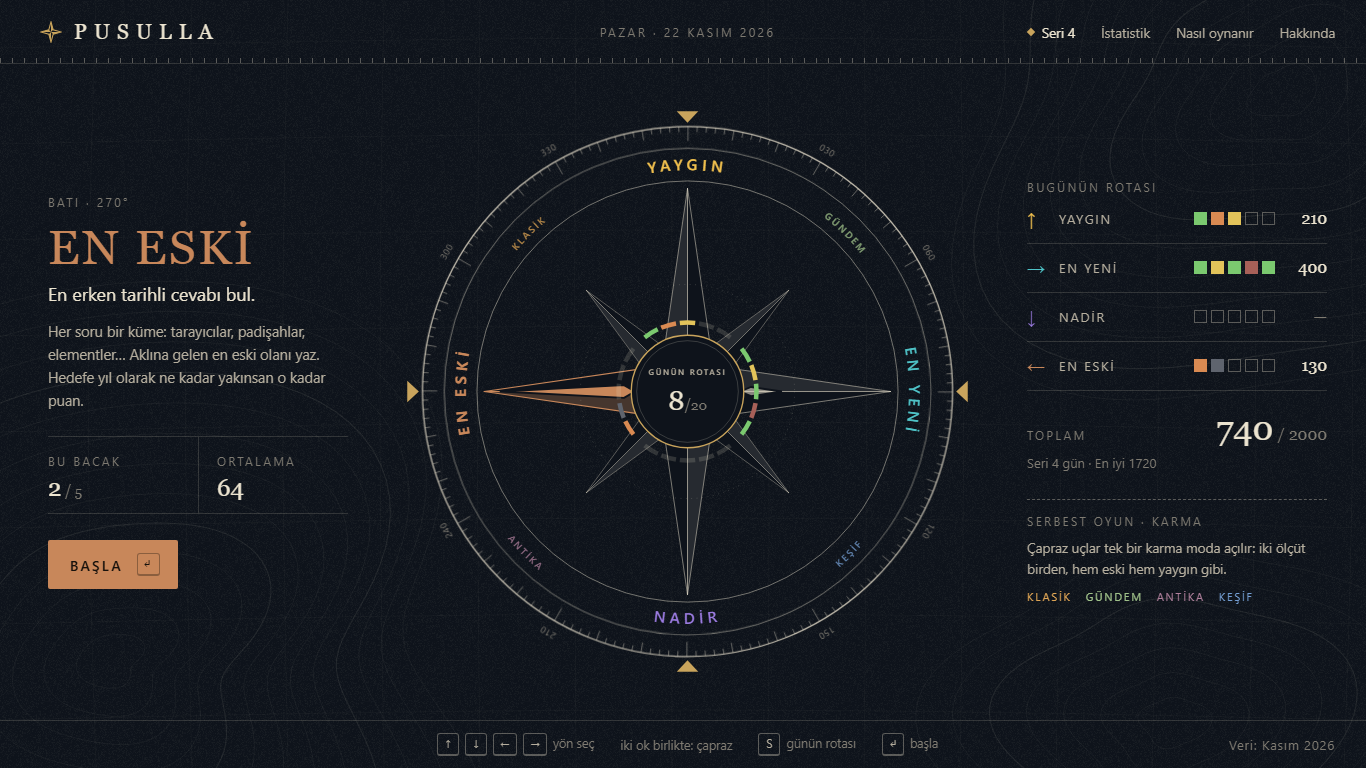 PUSULLA
PAZAR · 22 KASIM 2026
Seri 4
İstatistik
Nasıl oynanır
Hakkında
BATI · 270°
EN ESKİ
En erken tarihli cevabı bul.
Her soru bir küme: tarayıcılar, padişahlar,
elementler... Aklına gelen en eski olanı yaz.
Hedefe yıl olarak ne kadar yakınsan o kadar
puan.
BU BACAK
2 / 5
ORTALAMA
64
BAŞLA ↵
330
030
YAYGIN
KLASİK
GÜNDEM
300
060
EN ESKİ
EN YENİ
GÜNÜN ROTASI
8/20
240
120
ANTİKA
KEŞİF
NADİR
210
150
BUGÜNÜN ROTASI
↑ YAYGIN 210
→ EN YENİ 400
↓ NADİR —
← EN ESKİ 130
TOPLAM 740 / 2000
Seri 4 gün · En iyi 1720
SERBEST OYUN · KARMA
Çapraz uçlar tek bir karma moda açılır: iki ölçüt
birden, hem eski hem yaygın gibi.
KLASİK GÜNDEM ANTİKA KEŞİF
↑ ↓ ← → yön seç
iki ok birlikte: çapraz
S günün rotası
↵ başla
Veri: Kasım 2026